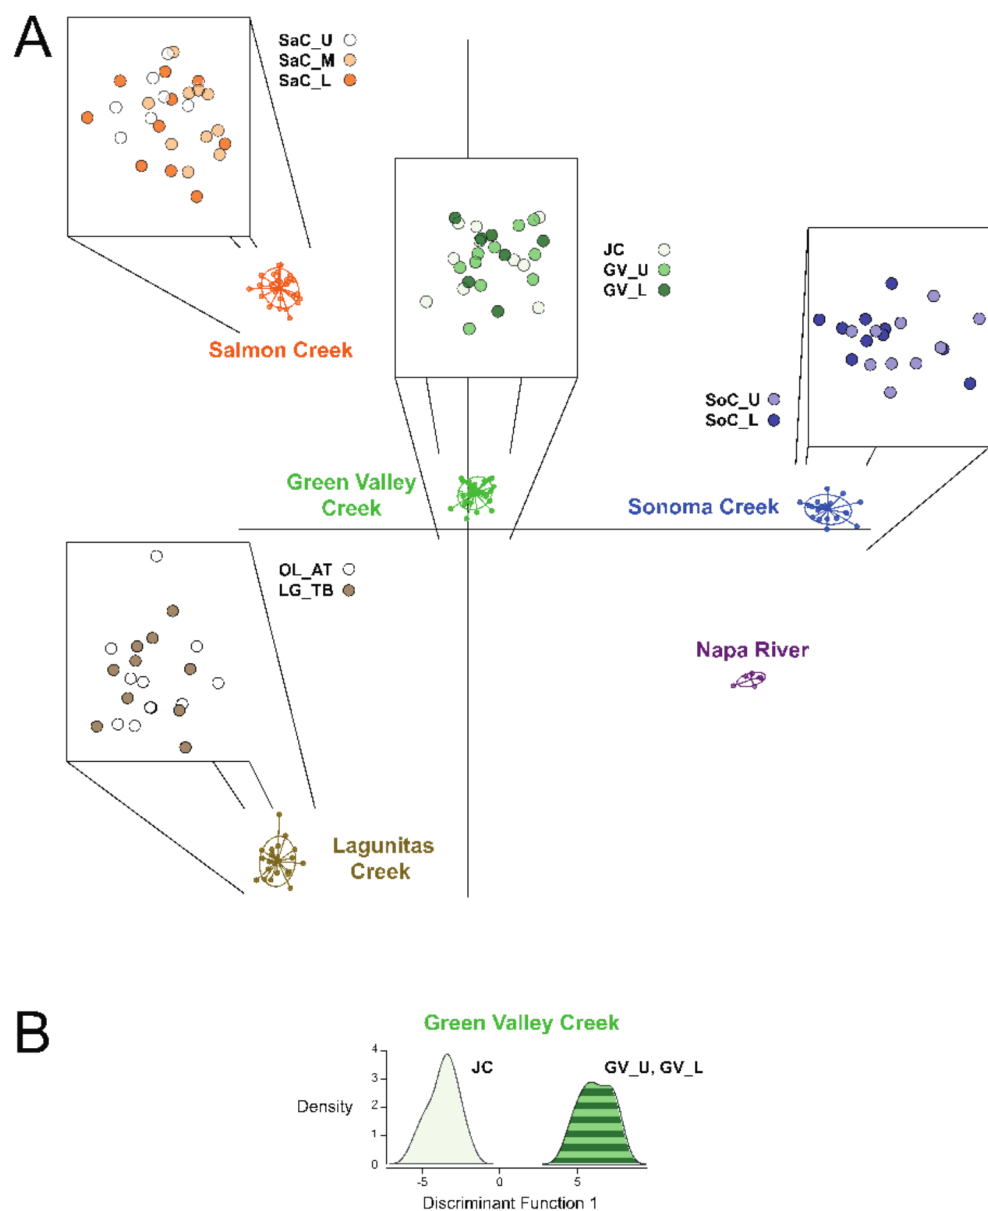 A
SaC_U
SaC_M
SaC_L
JC
GV_U
GV_L
Salmon Creek
SoC_U
SoC_L
Green Valley
Creek
Sonoma Creek
OL_AT
LG_TB
Napa River
Lagunitas
Creek
B
Green Valley Creek
4
3
2
1
0
Density
JC
GV_U, GV_L
-5
0
5
Discriminant Function 1